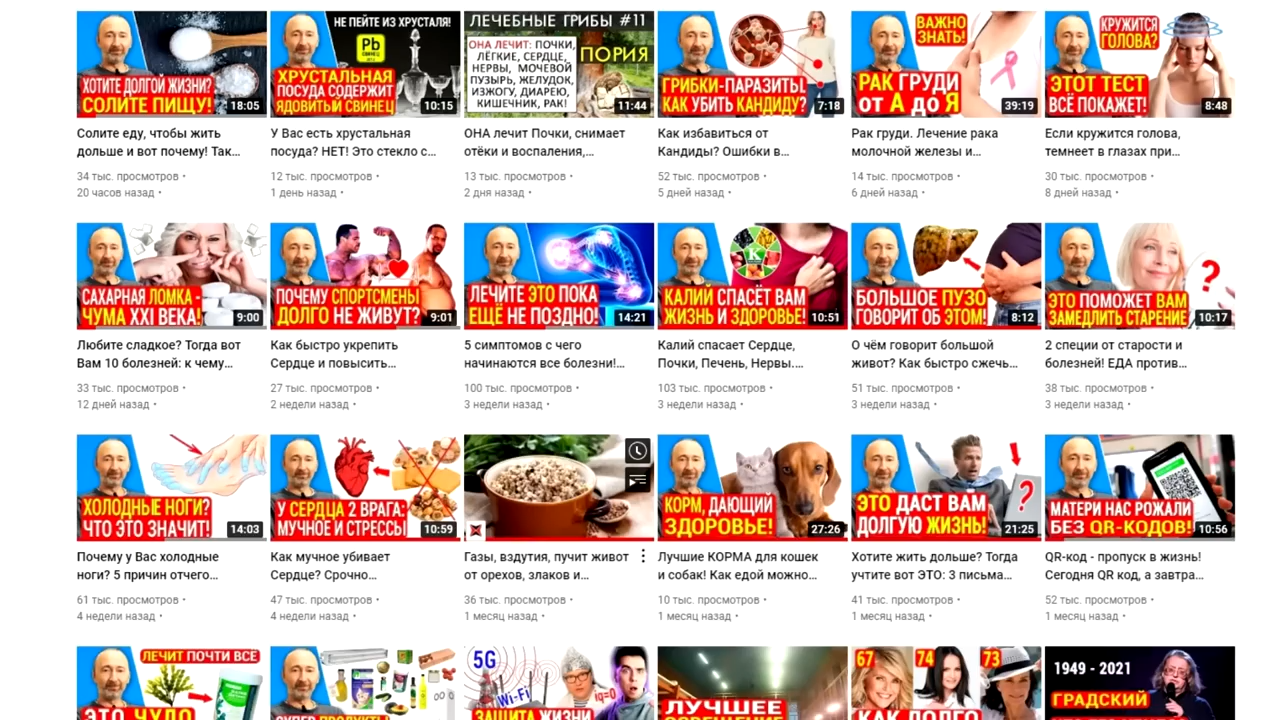 ХОТИТЕ ДОЛГОЙ ЖИЗНИ?
СОЛИТЕ ПИЩУ!
18:05
Солите еду, чтобы жить
дольше и вот почему! Так...
34 тыс. просмотров •
20 часов назад •
НЕ ПЕЙТЕ ИЗ ХРУСТАЛЯ!
Pb
ХРУСТАЛЬНАЯ
ПОСУДА СОДЕРЖИТ
ЯДОВИТЫЙ СВИНЕЦ
10:15
У Вас есть хрустальная
посуда? НЕТ! Это стекло с...
12 тыс. просмотров •
1 день назад •
ЛЕЧЕБНЫЕ ГРИБЫ #11
ОНА ЛЕЧИТ: ПОЧКИ,
ЛЁГКИЕ, СЕРДЦЕ,
НЕРВЫ, МОЧЕВОЙ
ПУЗЫРЬ, ЖЕЛУДОК,
ИЗЖОГУ, ДИАРЕЮ,
КИШЕЧНИК, РАК!
ПОРИЯ
11:44
ОНА лечит Почки, снимает
отёки и воспаления,...
13 тыс. просмотров •
2 дня назад •
ГРИБКИ-ПАРАЗИТЫ!
КАК УБИТЬ КАНДИДУ?
7:18
Как избавиться от
Кандиды? Ошибки в...
52 тыс. просмотров •
5 дней назад •
ВАЖНО
ЗНАТЬ!
РАК ГРУДИ
от А до Я
39:19
Рак груди. Лечение рака
молочной железы и...
14 тыс. просмотров •
6 дней назад •
КРУЖИТСЯ
ГОЛОВА?
ЭТОТ ТЕСТ
ВСЁ ПОКАЖЕТ!
8:48
Если кружится голова,
темнеет в глазах при...
30 тыс. просмотров •
8 дней назад •
САХАРНАЯ ЛОМКА -
ЧУМА XXI ВЕКА!
9:00
Любите сладкое? Тогда вот
Вам 10 болезней: к чему...
33 тыс. просмотров •
12 дней назад •
ПОЧЕМУ СПОРТСМЕНЫ
ДОЛГО НЕ ЖИВУТ?
9:01
Как быстро укрепить
Сердце и повысить...
27 тыс. просмотров •
2 недели назад •
ЛЕЧИТЕ ЭТО ПОКА
ЕЩЁ НЕ ПОЗДНО!
14:21
5 симптомов с чего
начинаются все болезни!...
100 тыс. просмотров •
3 недели назад •
K
КАЛИЙ СПАСЁТ ВАМ
ЖИЗНЬ И ЗДОРОВЬЕ!
10:51
Калий спасает Сердце,
Почки, Печень, Нервы....
103 тыс. просмотров •
3 недели назад •
БОЛЬШОЕ ПУЗО
ГОВОРИТ ОБ ЭТОМ!
8:12
О чём говорит большой
живот? Как быстро сжечь...
51 тыс. просмотров •
3 недели назад •
?
ЭТО ПОМОЖЕТ ВАМ
ЗАМЕДЛИТЬ СТАРЕНИЕ
10:17
2 специи от старости и
болезней! ЕДА против...
38 тыс. просмотров •
3 недели назад •
ХОЛОДНЫЕ НОГИ?
ЧТО ЭТО ЗНАЧИТ!
14:03
Почему у Вас холодные
ноги? 5 причин отчего...
61 тыс. просмотров •
4 недели назад •
У СЕРДЦА 2 ВРАГА:
МУЧНОЕ И СТРЕССЫ
10:59
Как мучное убивает
Сердце? Срочно...
47 тыс. просмотров •
4 недели назад •
Газы, вздутия, пучит живот
от орехов, злаков и...
36 тыс. просмотров •
1 месяц назад •
КОРМ, ДАЮЩИЙ
ЗДОРОВЬЕ!
27:26
Лучшие КОРМА для кошек
и собак! Как едой можно...
10 тыс. просмотров •
1 месяц назад •
?
ЭТО ДАСТ ВАМ
ДОЛГУЮ ЖИЗНЬ!
21:25
Хотите жить дольше? Тогда
учтите вот ЭТО: 3 письма...
41 тыс. просмотров •
1 месяц назад •
МАТЕРИ НАС РОЖАЛИ
БЕЗ QR-КОДОВ!
10:56
QR-код - пропуск в жизнь!
Сегодня QR код, а завтра...
52 тыс. просмотров •
1 месяц назад •
ЛЕЧИТ ПОЧТИ ВСЕ
ЭТО ЧУДО
СУПЕР ПРОДУКТЫ
5G
Wi-Fi
iq=0
ЗАЩИТА ЖИЗНИ
ЛУЧШЕЕ
ОСВЕЩЕНИЕ
67
74
73
КАК ДОЛГО
1949 - 2021
ГРАДСКИЙ